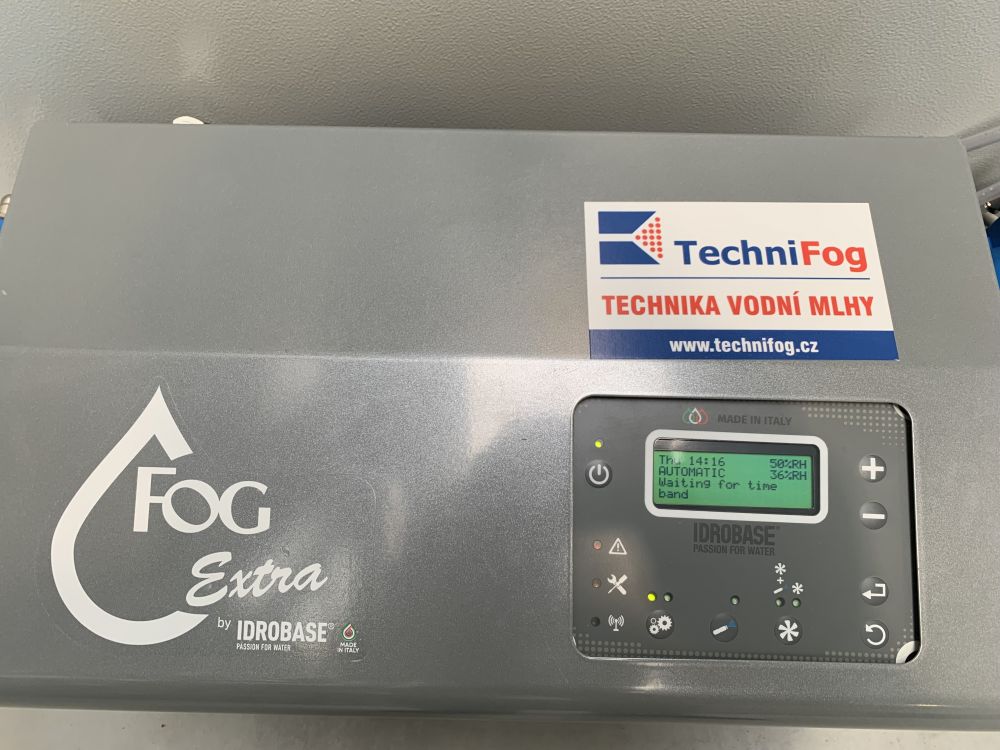 TechniFog
TECHNIKA VODNÍ MLHY
www.technifog.cz
MADE IN ITALY
Thu 14:16 50%RH
AUTOMATIC 36%RH
Waiting for time
band
IDROBASE®
PASSION FOR WATER
FOG
Extra
by IDROBASE®
PASSION FOR WATER
MADE
IN ITALY